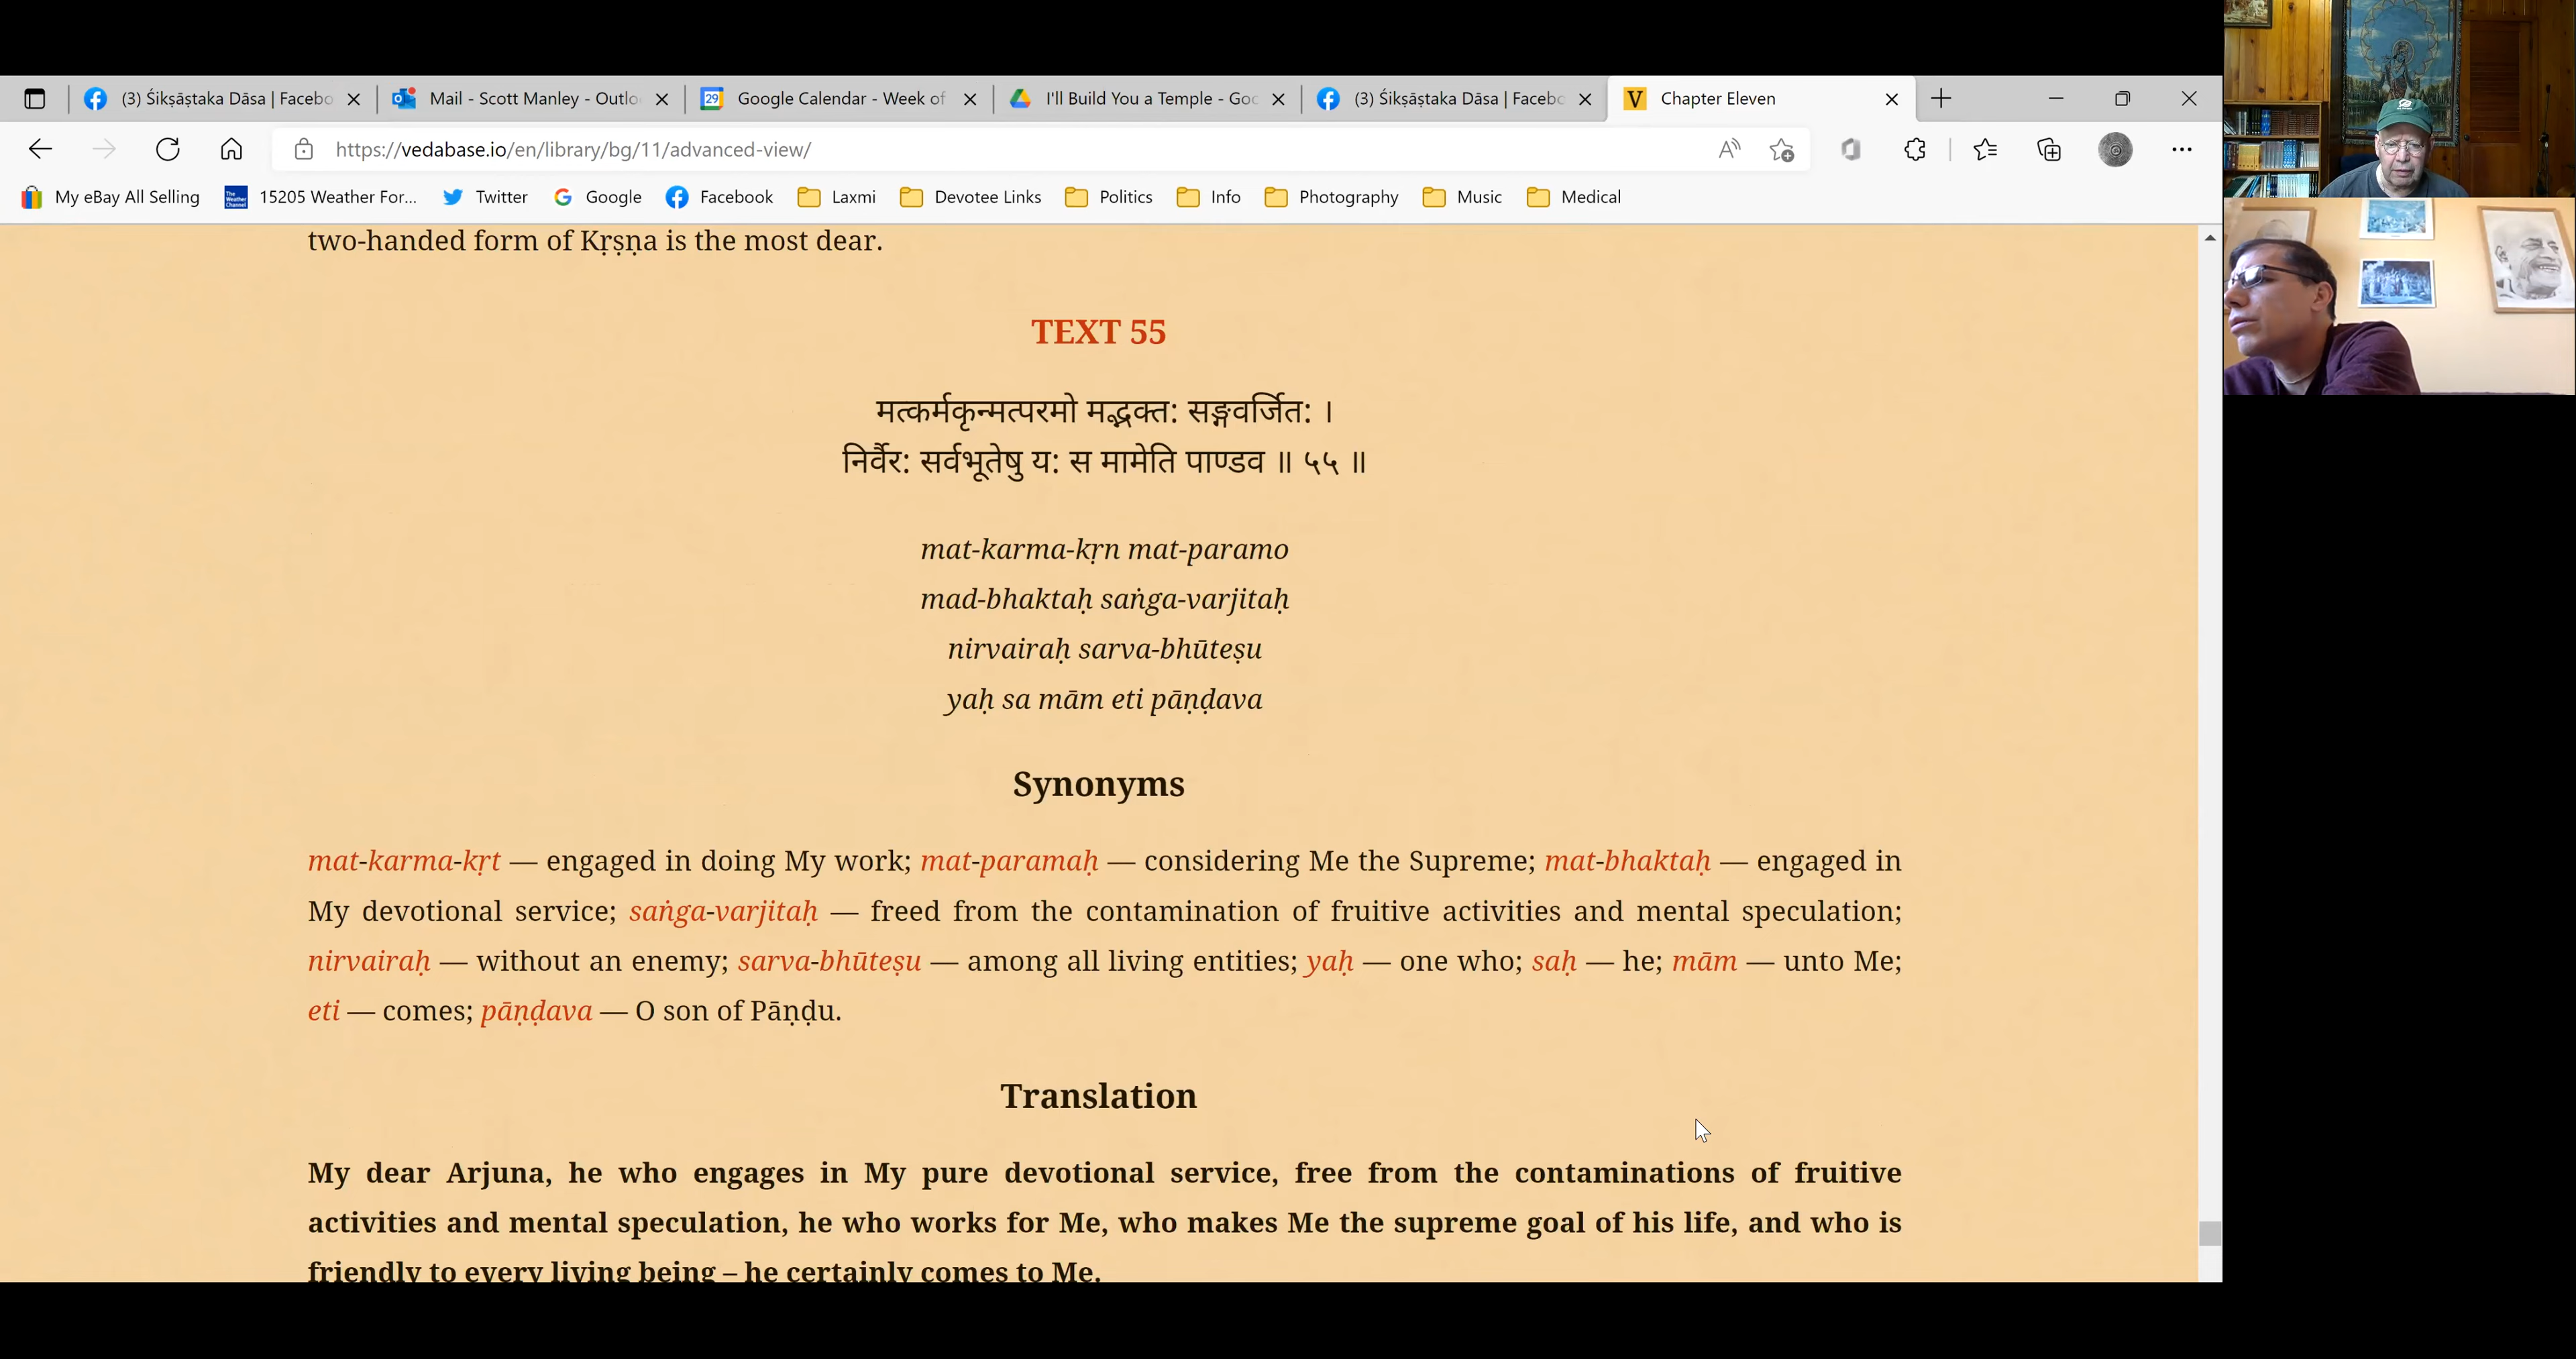 (3) Śikṣāṣṭaka Dāsa | Facebo
Mail - Scott Manley - Outlo
Google Calendar - Week of
I'll Build You a Temple - Goo
(3) Śikṣāṣṭaka Dāsa | Facebo
Chapter Eleven
https://vedabase.io/en/library/bg/11/advanced-view/
My eBay All Selling
15205 Weather For...
Twitter
Google
Facebook
Laxmi
Devotee Links
Politics
Info
Photography
Music
Medical
two-handed form of Kṛṣṇa is the most dear.
TEXT 55
मत्कर्मकृन्मत्परमो मद्भ‍क्त: सङ्गवर्जित: ।
निर्वैर: सर्वभूतेषु य: स मामेति पाण्डव ॥ ५५ ॥
mat-karma-kṛn mat-paramo
mad-bhaktaḥ saṅga-varjitaḥ
nirvairaḥ sarva-bhūteṣu
yaḥ sa mām eti pāṇḍava
Synonyms
mat-karma-kṛt — engaged in doing My work; mat-paramaḥ — considering Me the Supreme; mat-bhaktaḥ — engaged in
My devotional service; saṅga-varjitaḥ — freed from the contamination of fruitive activities and mental speculation;
nirvairaḥ — without an enemy; sarva-bhūteṣu — among all living entities; yaḥ — one who; saḥ — he; mām — unto Me;
eti — comes; pāṇḍava — O son of Pāṇḍu.
Translation
My dear Arjuna, he who engages in My pure devotional service, free from the contaminations of fruitive
activities and mental speculation, he who works for Me, who makes Me the supreme goal of his life, and who is
friendly to every living being – he certainly comes to Me.